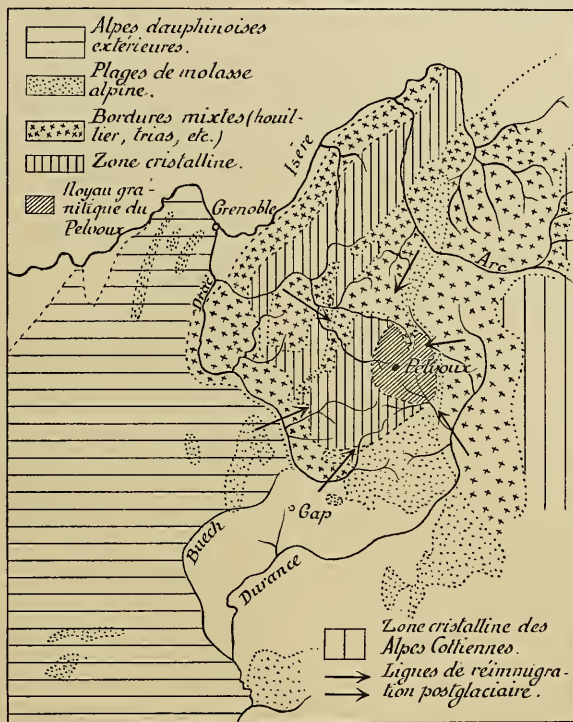 Alpes dauphinoises
extérieures.
Plages de molasse
alpine.
Bordures mixtes (houil-
lier, trias, etc.)
Zone cristalline.
Noyau gra-
nitique du
Pelvoux
Isère
Grenoble
Drac
Arc
Pelvoux
Gap
Buech
Durance
Zone cristalline des
Alpes Cottiennes.
Lignes de réimmigra-
tion postglaciaire.